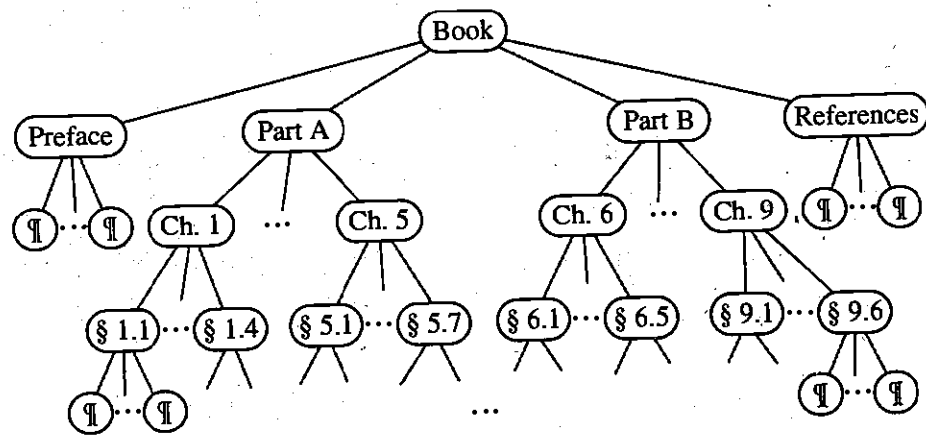 Book
Preface Part A Part B References
¶ ... ¶ Ch. 1 ... Ch. 5 Ch. 6 ... Ch. 9 ¶ ... ¶
§ 1.1 ... § 1.4 § 5.1 ... § 5.7 § 6.1 ... § 6.5 § 9.1 ... § 9.6
¶ ... ¶ ... ¶ ... ¶